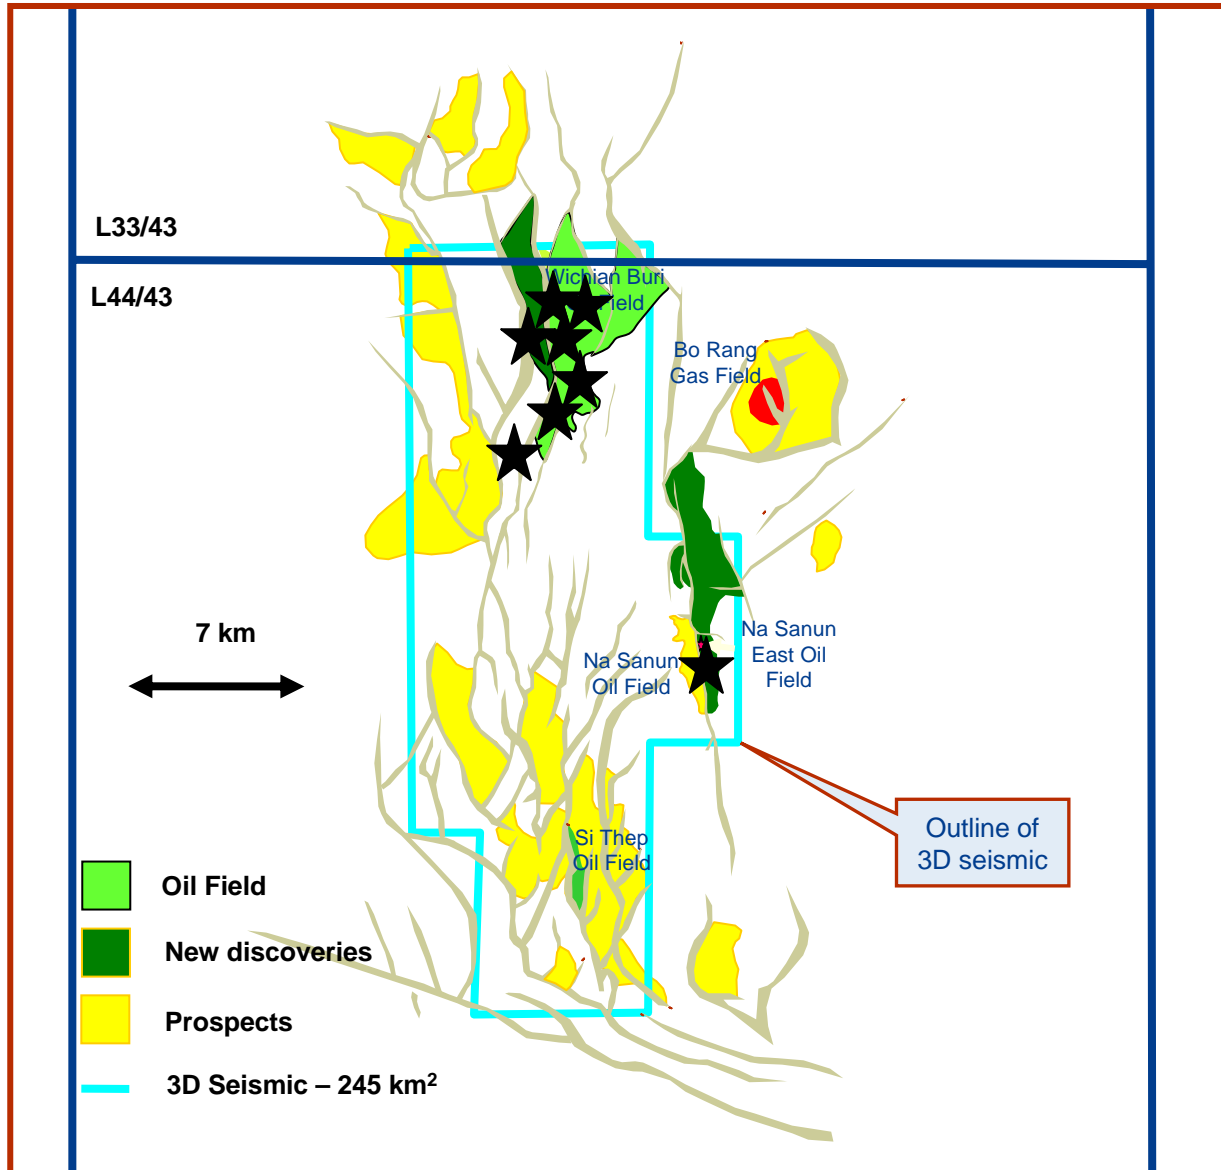 L33/43
L44/43
Wichian Buri
Field
Bo Rang
Gas Field
7 km
Na Sanun
East Oil
Field
Na Sanun
Oil Field
Si Thep
Oil Field
Outline of
3D seismic
Oil Field
New discoveries
Prospects
3D Seismic – 245 km²